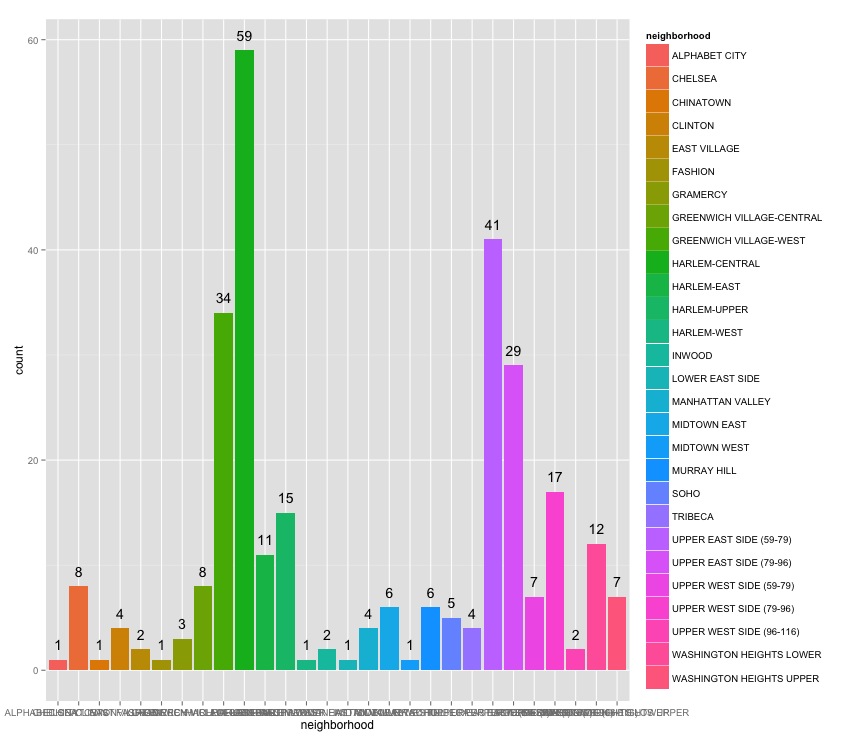 60
40
20
0
count
1
8
1
4
2
1
3
8
34
59
11
15
1
2
1
4
6
1
6
5
4
41
29
7
17
2
12
7
neighborhood
neighborhood
ALPHABET CITY
CHELSEA
CHINATOWN
CLINTON
EAST VILLAGE
FASHION
GRAMERCY
GREENWICH VILLAGE-CENTRAL
GREENWICH VILLAGE-WEST
HARLEM-CENTRAL
HARLEM-EAST
HARLEM-UPPER
HARLEM-WEST
INWOOD
LOWER EAST SIDE
MANHATTAN VALLEY
MIDTOWN EAST
MIDTOWN WEST
MURRAY HILL
SOHO
TRIBECA
UPPER EAST SIDE (59-79)
UPPER EAST SIDE (79-96)
UPPER WEST SIDE (59-79)
UPPER WEST SIDE (79-96)
UPPER WEST SIDE (96-116)
WASHINGTON HEIGHTS LOWER
WASHINGTON HEIGHTS UPPER